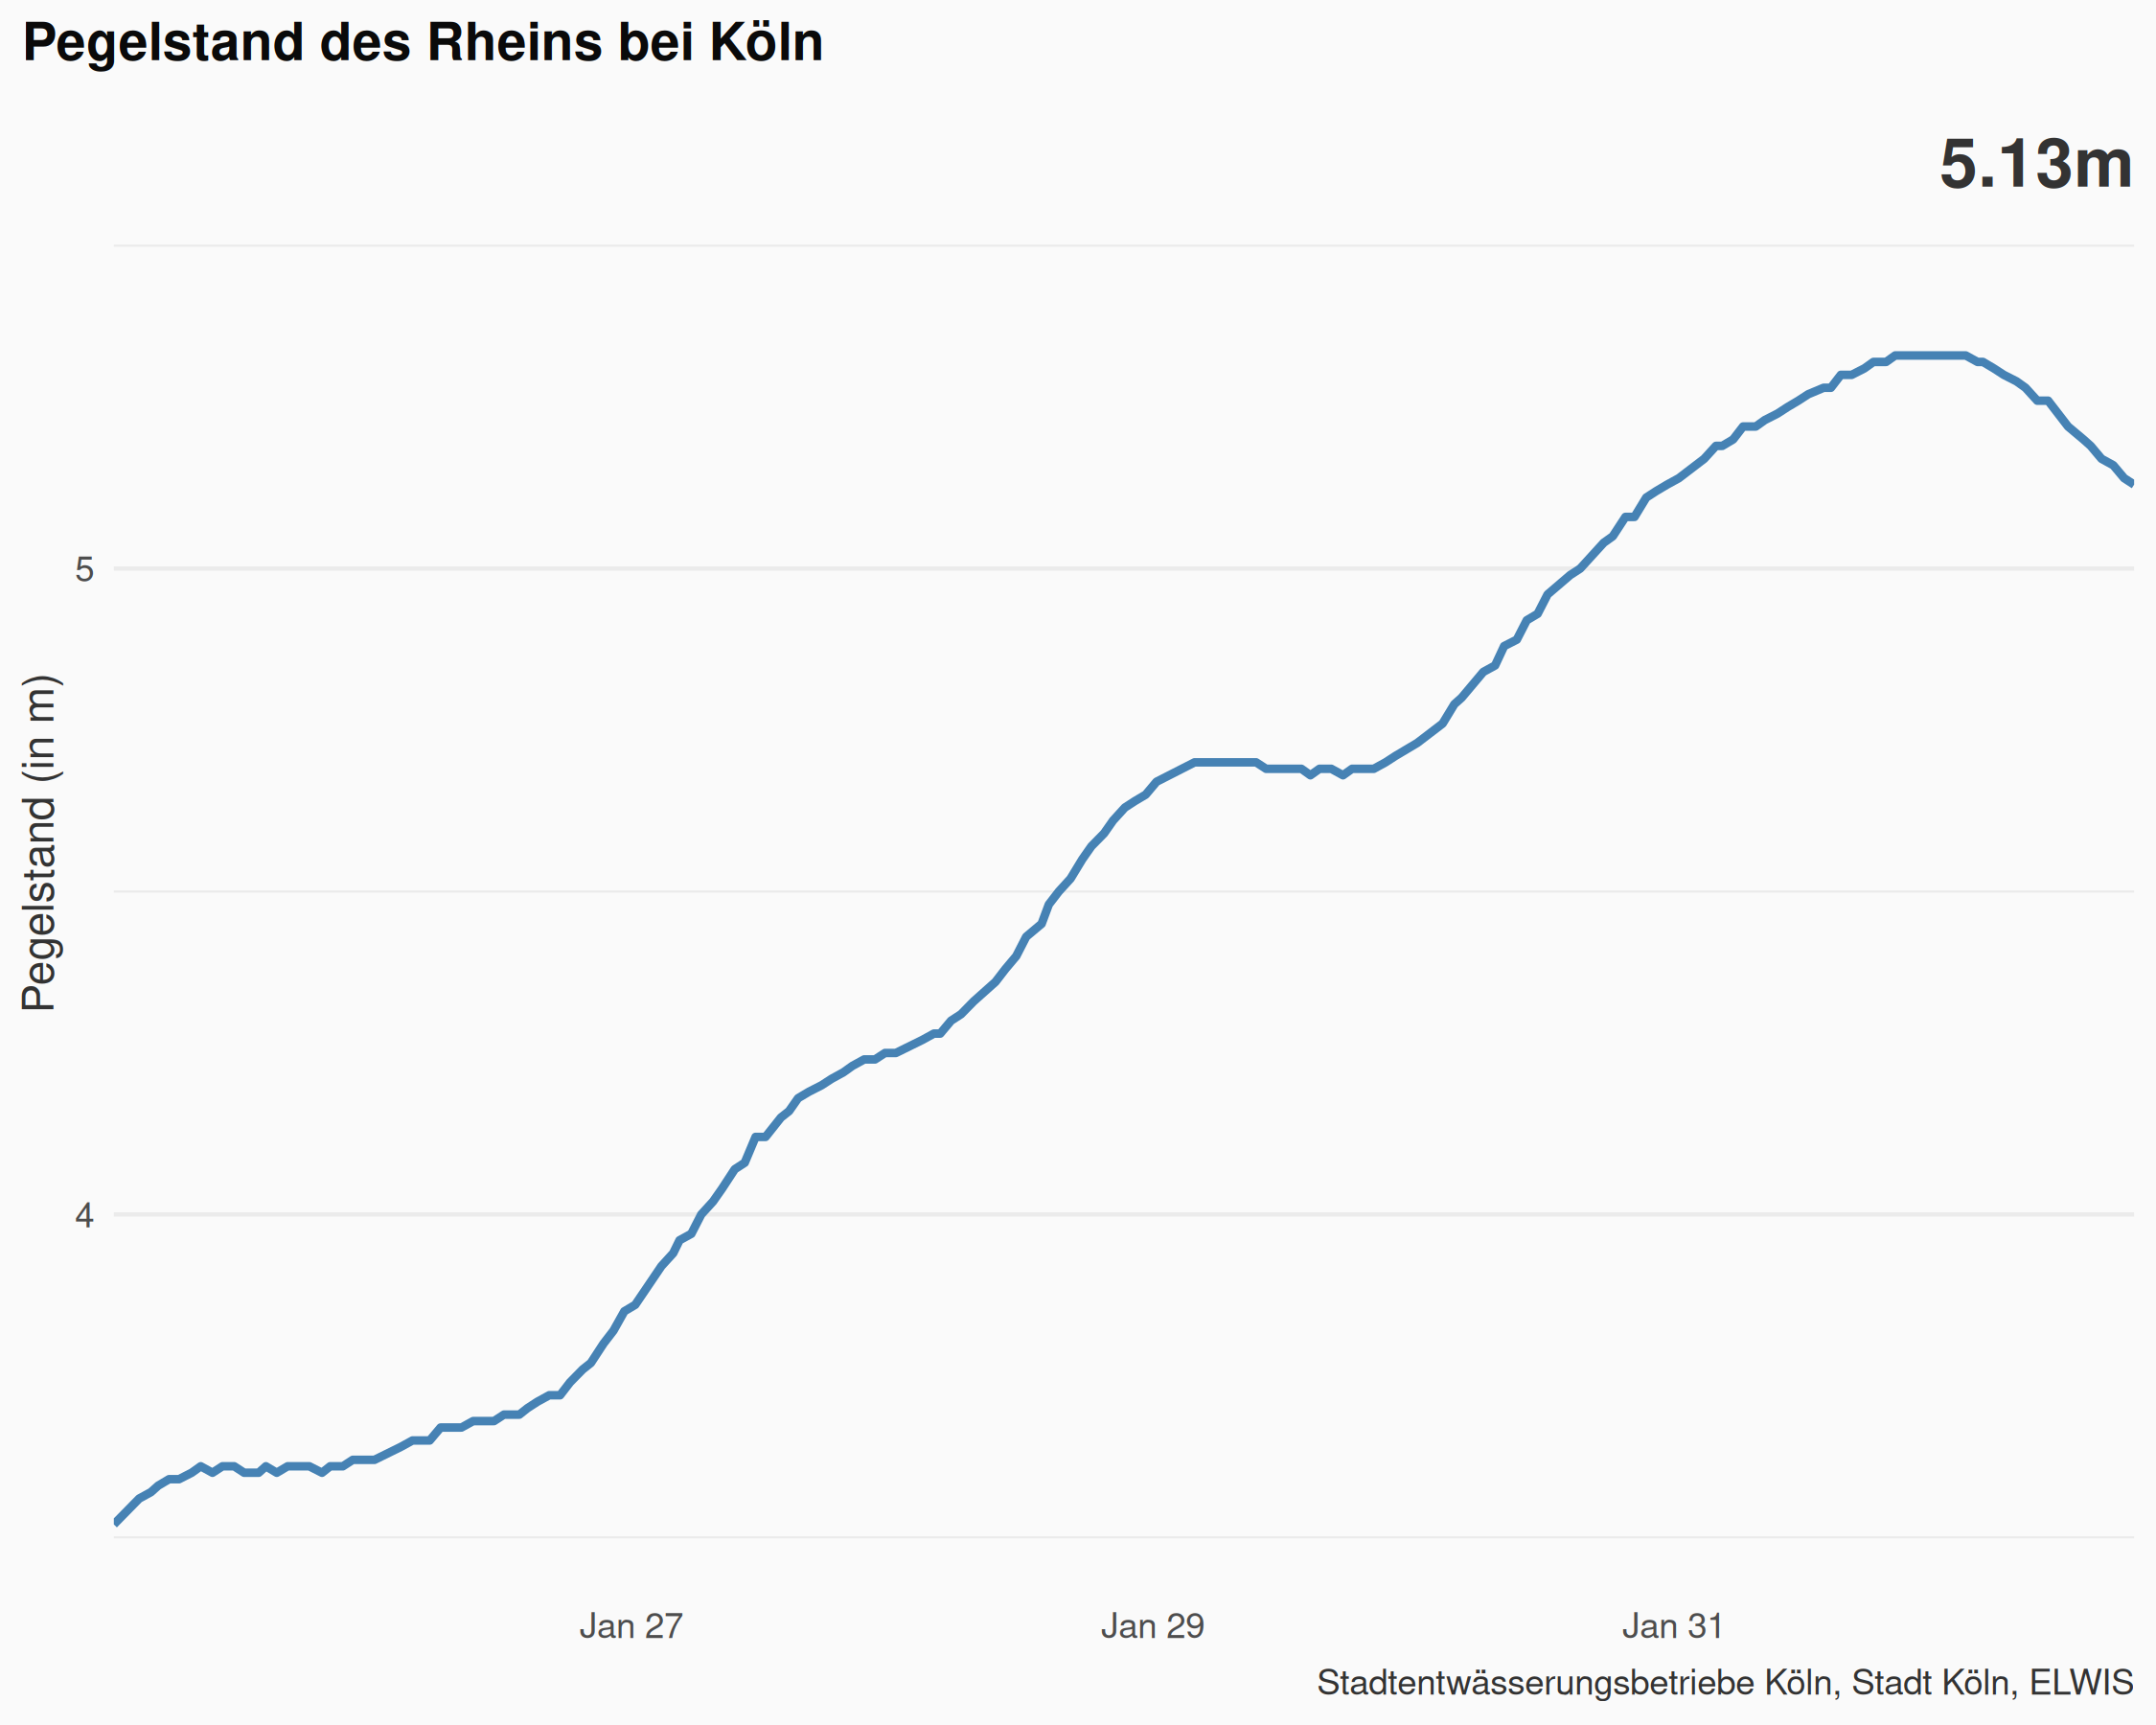 Pegelstand des Rheins bei Köln
5.13m
5
4
Pegelstand (in m)
Jan 27
Jan 29
Jan 31
Stadtentwässerungsbetriebe Köln, Stadt Köln, ELWIS